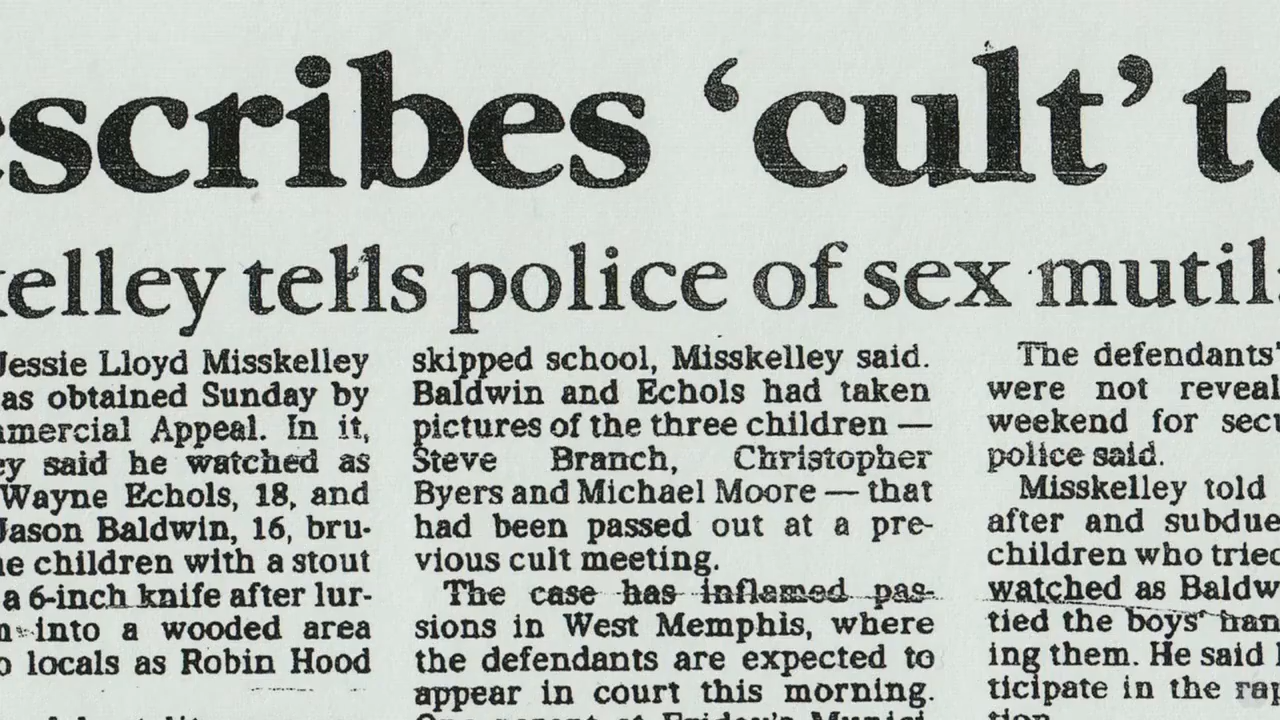 scribes ‘cult’ to
kelley tells police of sex mutil
Jessie Lloyd Misskelley
as obtained Sunday by
mmercial Appeal. In it,
ey said he watched as
Wayne Echols, 18, and
Jason Baldwin, 16, bru-
he children with a stout
a 6-inch knife after lur-
into a wooded area
o locals as Robin Hood
skipped school, Misskelley said.
Baldwin and Echols had taken
pictures of the three children —
Steve Branch, Christopher
Byers and Michael Moore — that
had been passed out at a pre-
vious cult meeting.
The case has inflamed pas-
sions in West Memphis, where
the defendants are expected to
appear in court this morning.
The defendants'
were not reveal
weekend for secu
police said.
Misskelley told
after and subdue
children who tried
watched as Baldw
tied the boys' han
ing them. He said
ticipate in the rap
tion